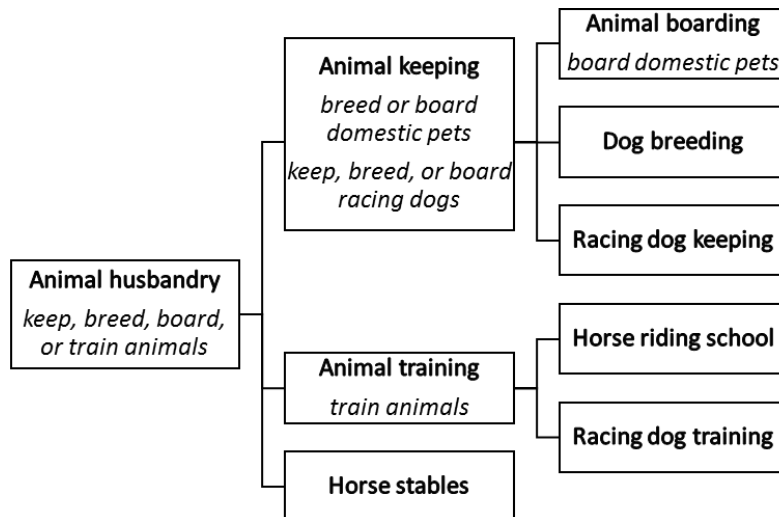 Animal husbandry
keep, breed, board,
or train animals
Animal keeping
breed or board
domestic pets
keep, breed, or board
racing dogs
Animal boarding
board domestic pets
Dog breeding
Racing dog keeping
Animal training
train animals
Horse riding school
Racing dog training
Horse stables